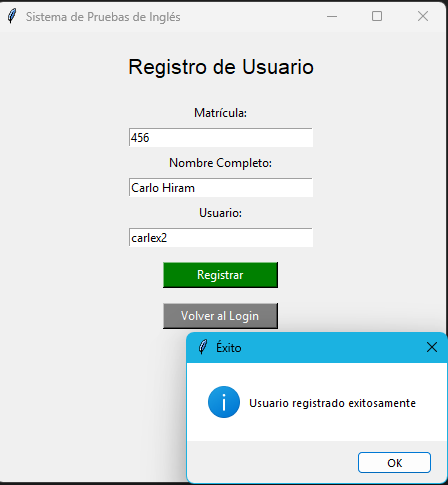 Sistema de Pruebas de Inglés
Registro de Usuario
Matrícula:
456
Nombre Completo:
Carlo Hiram
Usuario:
carlex2
Registrar
Volver al Login
Éxito
Usuario registrado exitosamente
OK